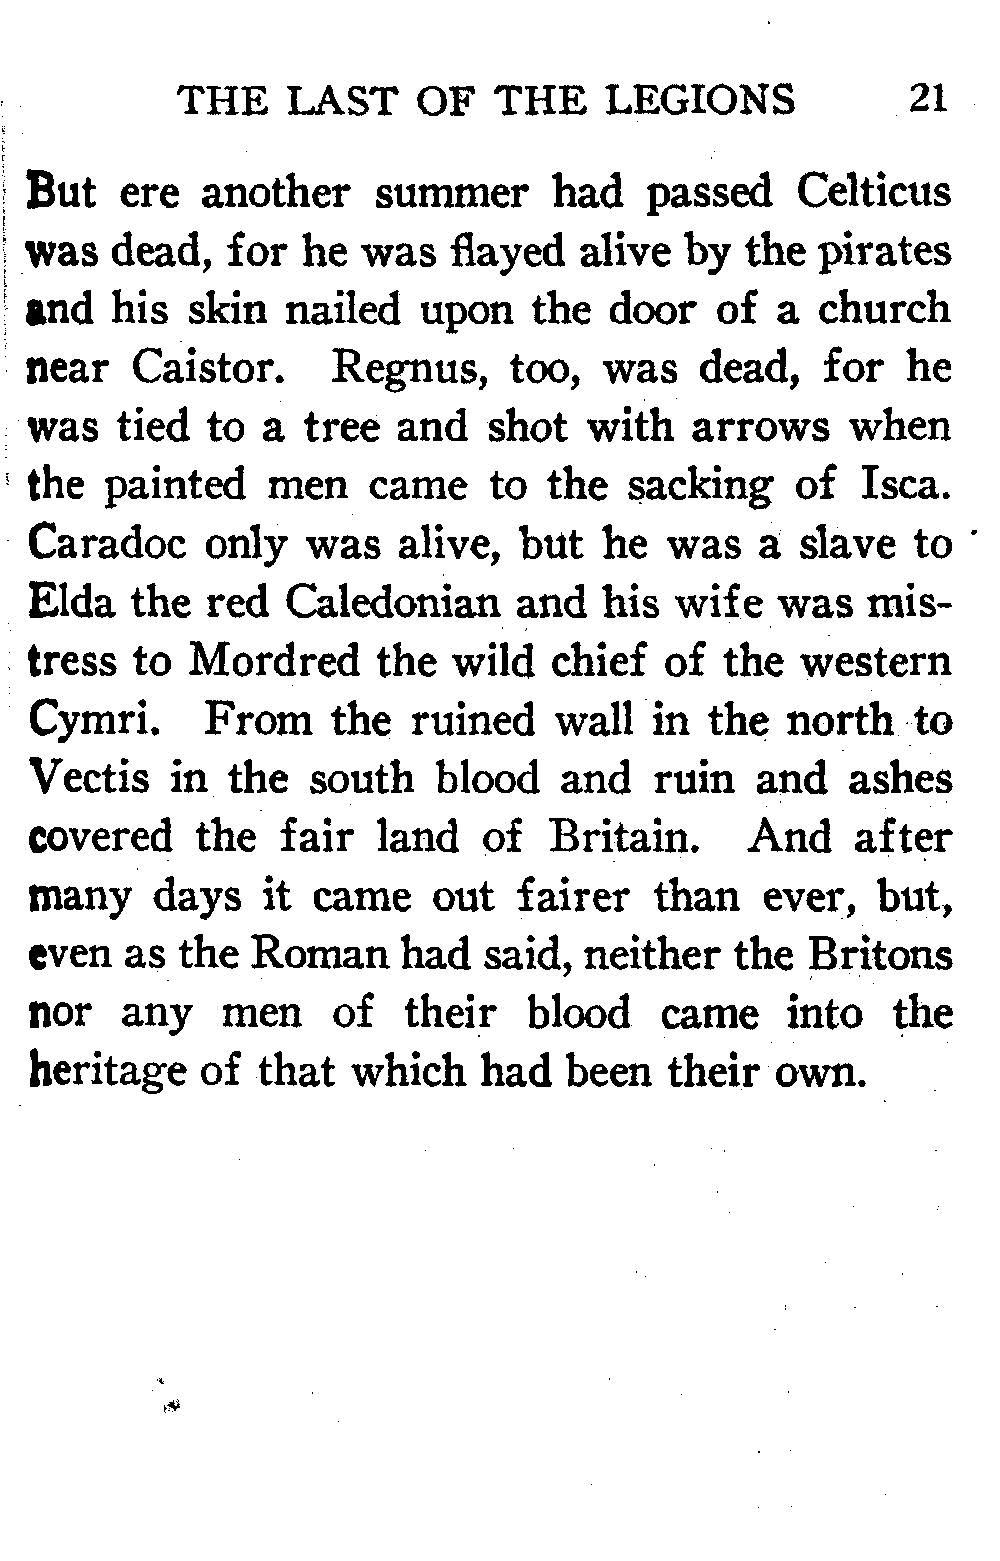 THE LAST OF THE LEGIONS 21
But ere another summer had passed Celticus
was dead, for he was flayed alive by the pirates
and his skin nailed upon the door of a church
near Caistor. Regnus, too, was dead, for he
was tied to a tree and shot with arrows when
the painted men came to the sacking of Isca.
Caradoc only was alive, but he was a slave to
Elda the red Caledonian and his wife was mis-
tress to Mordred the wild chief of the western
Cymri. From the ruined wall in the north to
Vectis in the south blood and ruin and ashes
covered the fair land of Britain. And after
many days it came out fairer than ever, but,
even as the Roman had said, neither the Britons
nor any men of their blood came into the
heritage of that which had been their own.